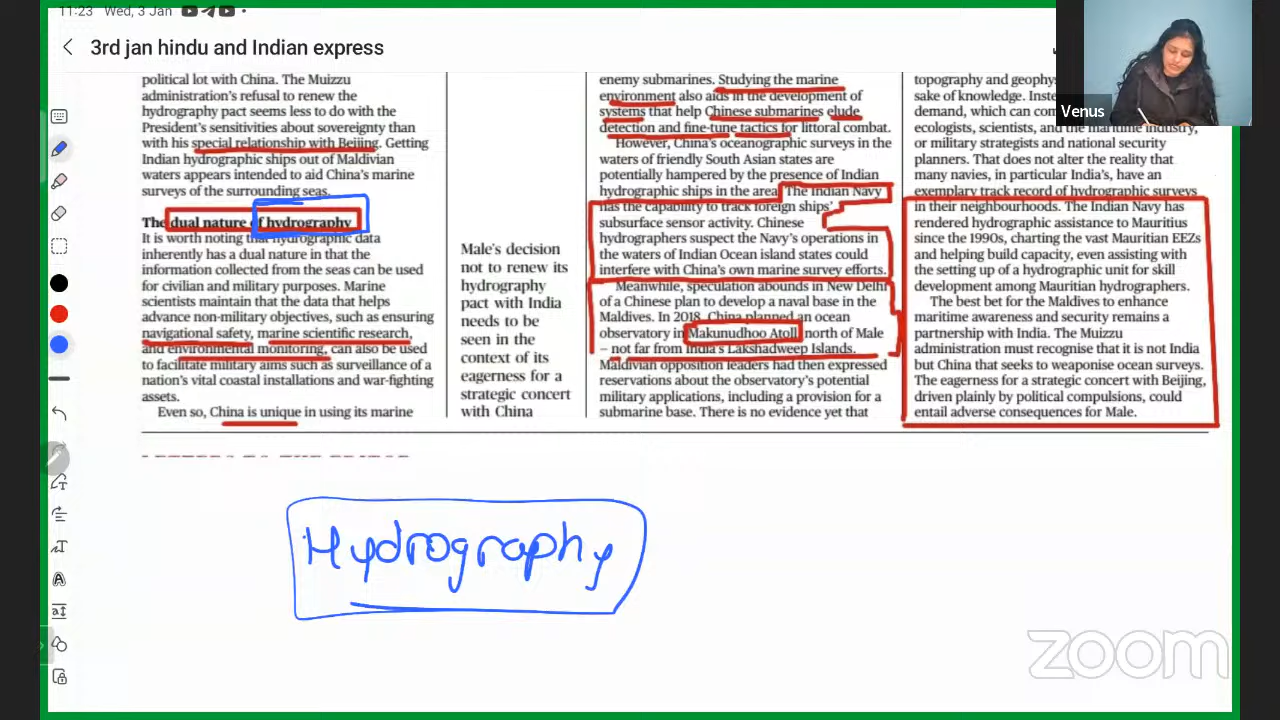 11:23 Wed, 3 Jan
3rd jan hindu and Indian express
Venus
political lot with China. The Muizzu
administration's refusal to renew the
hydrography pact seems less to do with the
President's sensitivities about sovereignty than
with his special relationship with Beijing. Getting
Indian hydrographic ships out of Maldivian
waters appears intended to aid China's marine
surveys of the surrounding seas.
The dual nature of hydrography
It is worth noting that hydrographic data
inherently has a dual nature in that the
information collected from the seas can be used
for civilian and military purposes. Marine
scientists maintain that the data that helps
advance non-military objectives, such as ensuring
navigational safety, marine scientific research,
and environmental monitoring, can also be used
to facilitate military aims such as surveillance of a
nation's vital coastal installations and war-fighting
assets.
Even so, China is unique in using its marine
Male's decision
not to renew its
hydrography
pact with India
needs to be
seen in the
context of its
eagerness for a
strategic concert
with China
enemy submarines. Studying the marine
environment also aids in the development of
systems that help Chinese submarines elude
detection and fine-tune tactics for littoral combat.
However, China's oceanographic surveys in the
waters of friendly South Asian states are
potentially hampered by the presence of Indian
hydrographic ships in the area. The Indian Navy
has the capability to track foreign ships'
subsurface sensor activity. Chinese
hydrographers suspect the Navy's operations in
the waters of Indian Ocean island states could
interfere with China's own marine survey efforts.
Meanwhile, speculation abounds in New Delhi
of a Chinese plan to develop a naval base in the
Maldives. In 2018, China planned an ocean
observatory in Makunudhoo Atoll, north of Male
– not far from India's Lakshadweep Islands.
Maldivian opposition leaders had then expressed
reservations about the observatory's potential
military applications, including a provision for a
submarine base. There is no evidence yet that
topography and geophys
sake of knowledge. Inste
demand, which can com
ecologists, scientists, and the maritime industry,
or military strategists and national security
planners. That does not alter the reality that
many navies, in particular India's, have an
exemplary track record of hydrographic surveys
in their neighbourhoods. The Indian Navy has
rendered hydrographic assistance to Mauritius
since the 1990s, charting the vast Mauritian EEZs
and helping build capacity, even assisting with
the setting up of a hydrographic unit for skill
development among Mauritian hydrographers.
The best bet for the Maldives to enhance
maritime awareness and security remains a
partnership with India. The Muizzu
administration must recognise that it is not India
but China that seeks to weaponise ocean surveys.
The eagerness for a strategic concert with Beijing,
driven plainly by political compulsions, could
entail adverse consequences for Male.
Hydrography
zoom